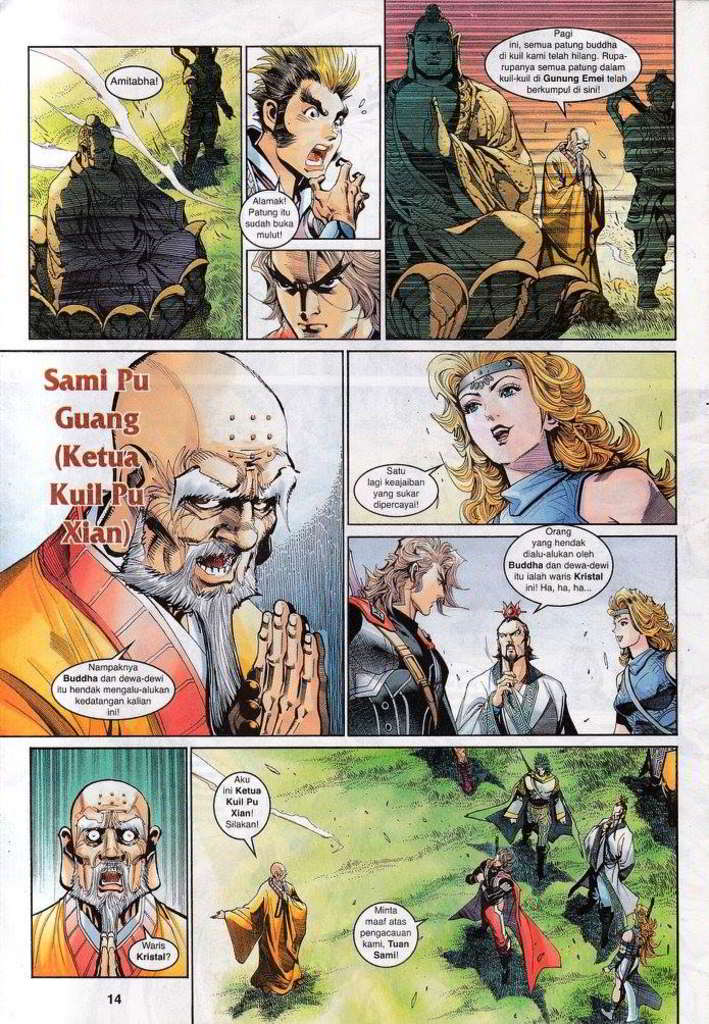 Amitabha!
Alamak!
Patung itu
sudah buka
mulut!
Pagi
ini, semua patung buddha
di kuil kami telah hilang. Rupa-
rupanya semua patung dalam
kuil-kuil di Gunung Emei telah
berkumpul di sini!
Sami Pu
Guang
(Ketua
Kuil Pu
Xian)
Nampaknya
Buddha dan dewa-dewi
itu hendak mengalu-alukan
kedatangan kalian
ini!
Satu
lagi keajaiban
yang sukar
dipercayai!
Orang
yang hendak
dialu-alukan oleh
Buddha dan dewa-dewi
itu ialah waris Kristal
ini! Ha, ha, ha...
Waris
Kristal?
Aku
ini Ketua
Kuil Pu
Xian!
Silakan!
Minta
maaf atas
pengacauan
kami, Tuan
Sami!
14